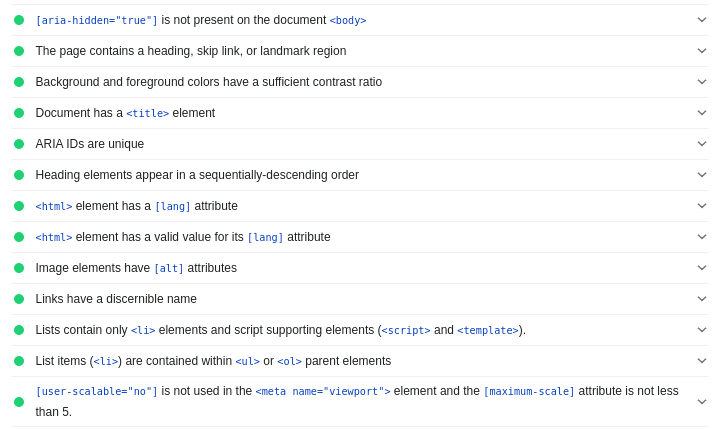 [aria-hidden="true"] is not present on the document <body>
The page contains a heading, skip link, or landmark region
Background and foreground colors have a sufficient contrast ratio
Document has a <title> element
ARIA IDs are unique
Heading elements appear in a sequentially-descending order
<html> element has a [lang] attribute
<html> element has a valid value for its [lang] attribute
Image elements have [alt] attributes
Links have a discernible name
Lists contain only <li> elements and script supporting elements (<script> and <template>).
List items (<li>) are contained within <ul> or <ol> parent elements
[user-scalable="no"] is not used in the <meta name="viewport"> element and the [maximum-scale] attribute is not less
than 5.